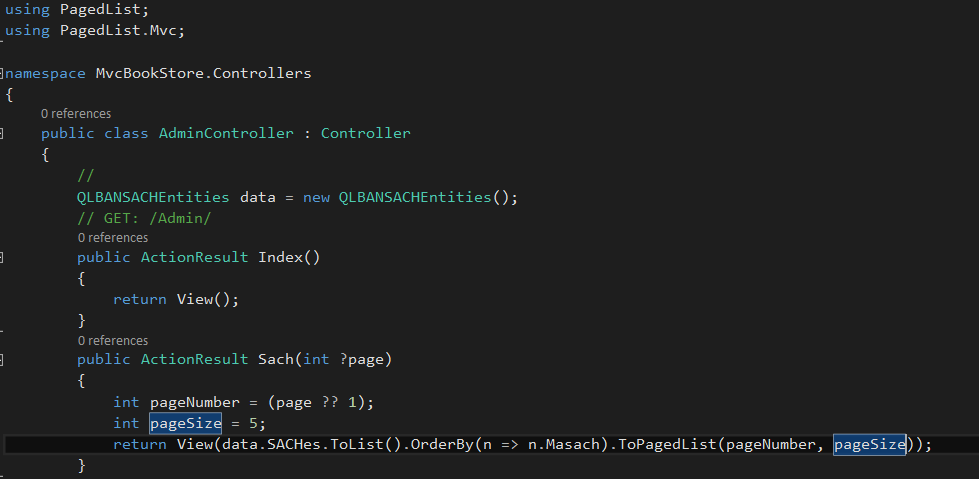 using PagedList;
using PagedList.Mvc;
namespace MvcBookStore.Controllers
{
0 references
public class AdminController : Controller
{
//
QLBANSACHEntities data = new QLBANSACHEntities();
// GET: /Admin/
0 references
public ActionResult Index()
{
return View();
}
0 references
public ActionResult Sach(int ?page)
{
int pageNumber = (page ?? 1);
int pageSize = 5;
return View(data.SACHes.ToList().OrderBy(n => n.Masach).ToPagedList(pageNumber, pageSize));
}